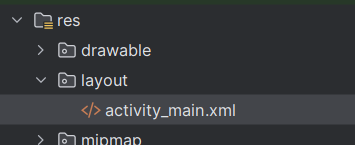 res
drawable
layout
</> activity_main.xml
mipmap